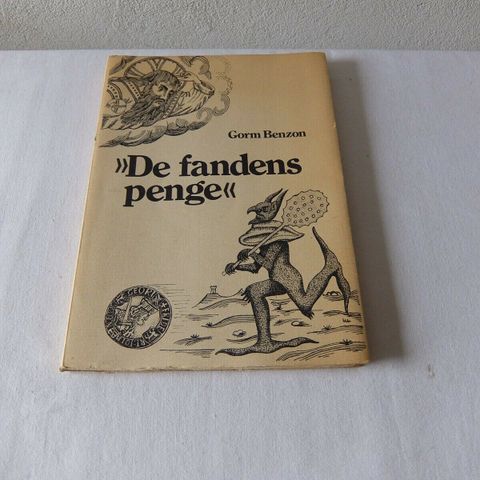 Gorm Benzon
»De fandens
penge«